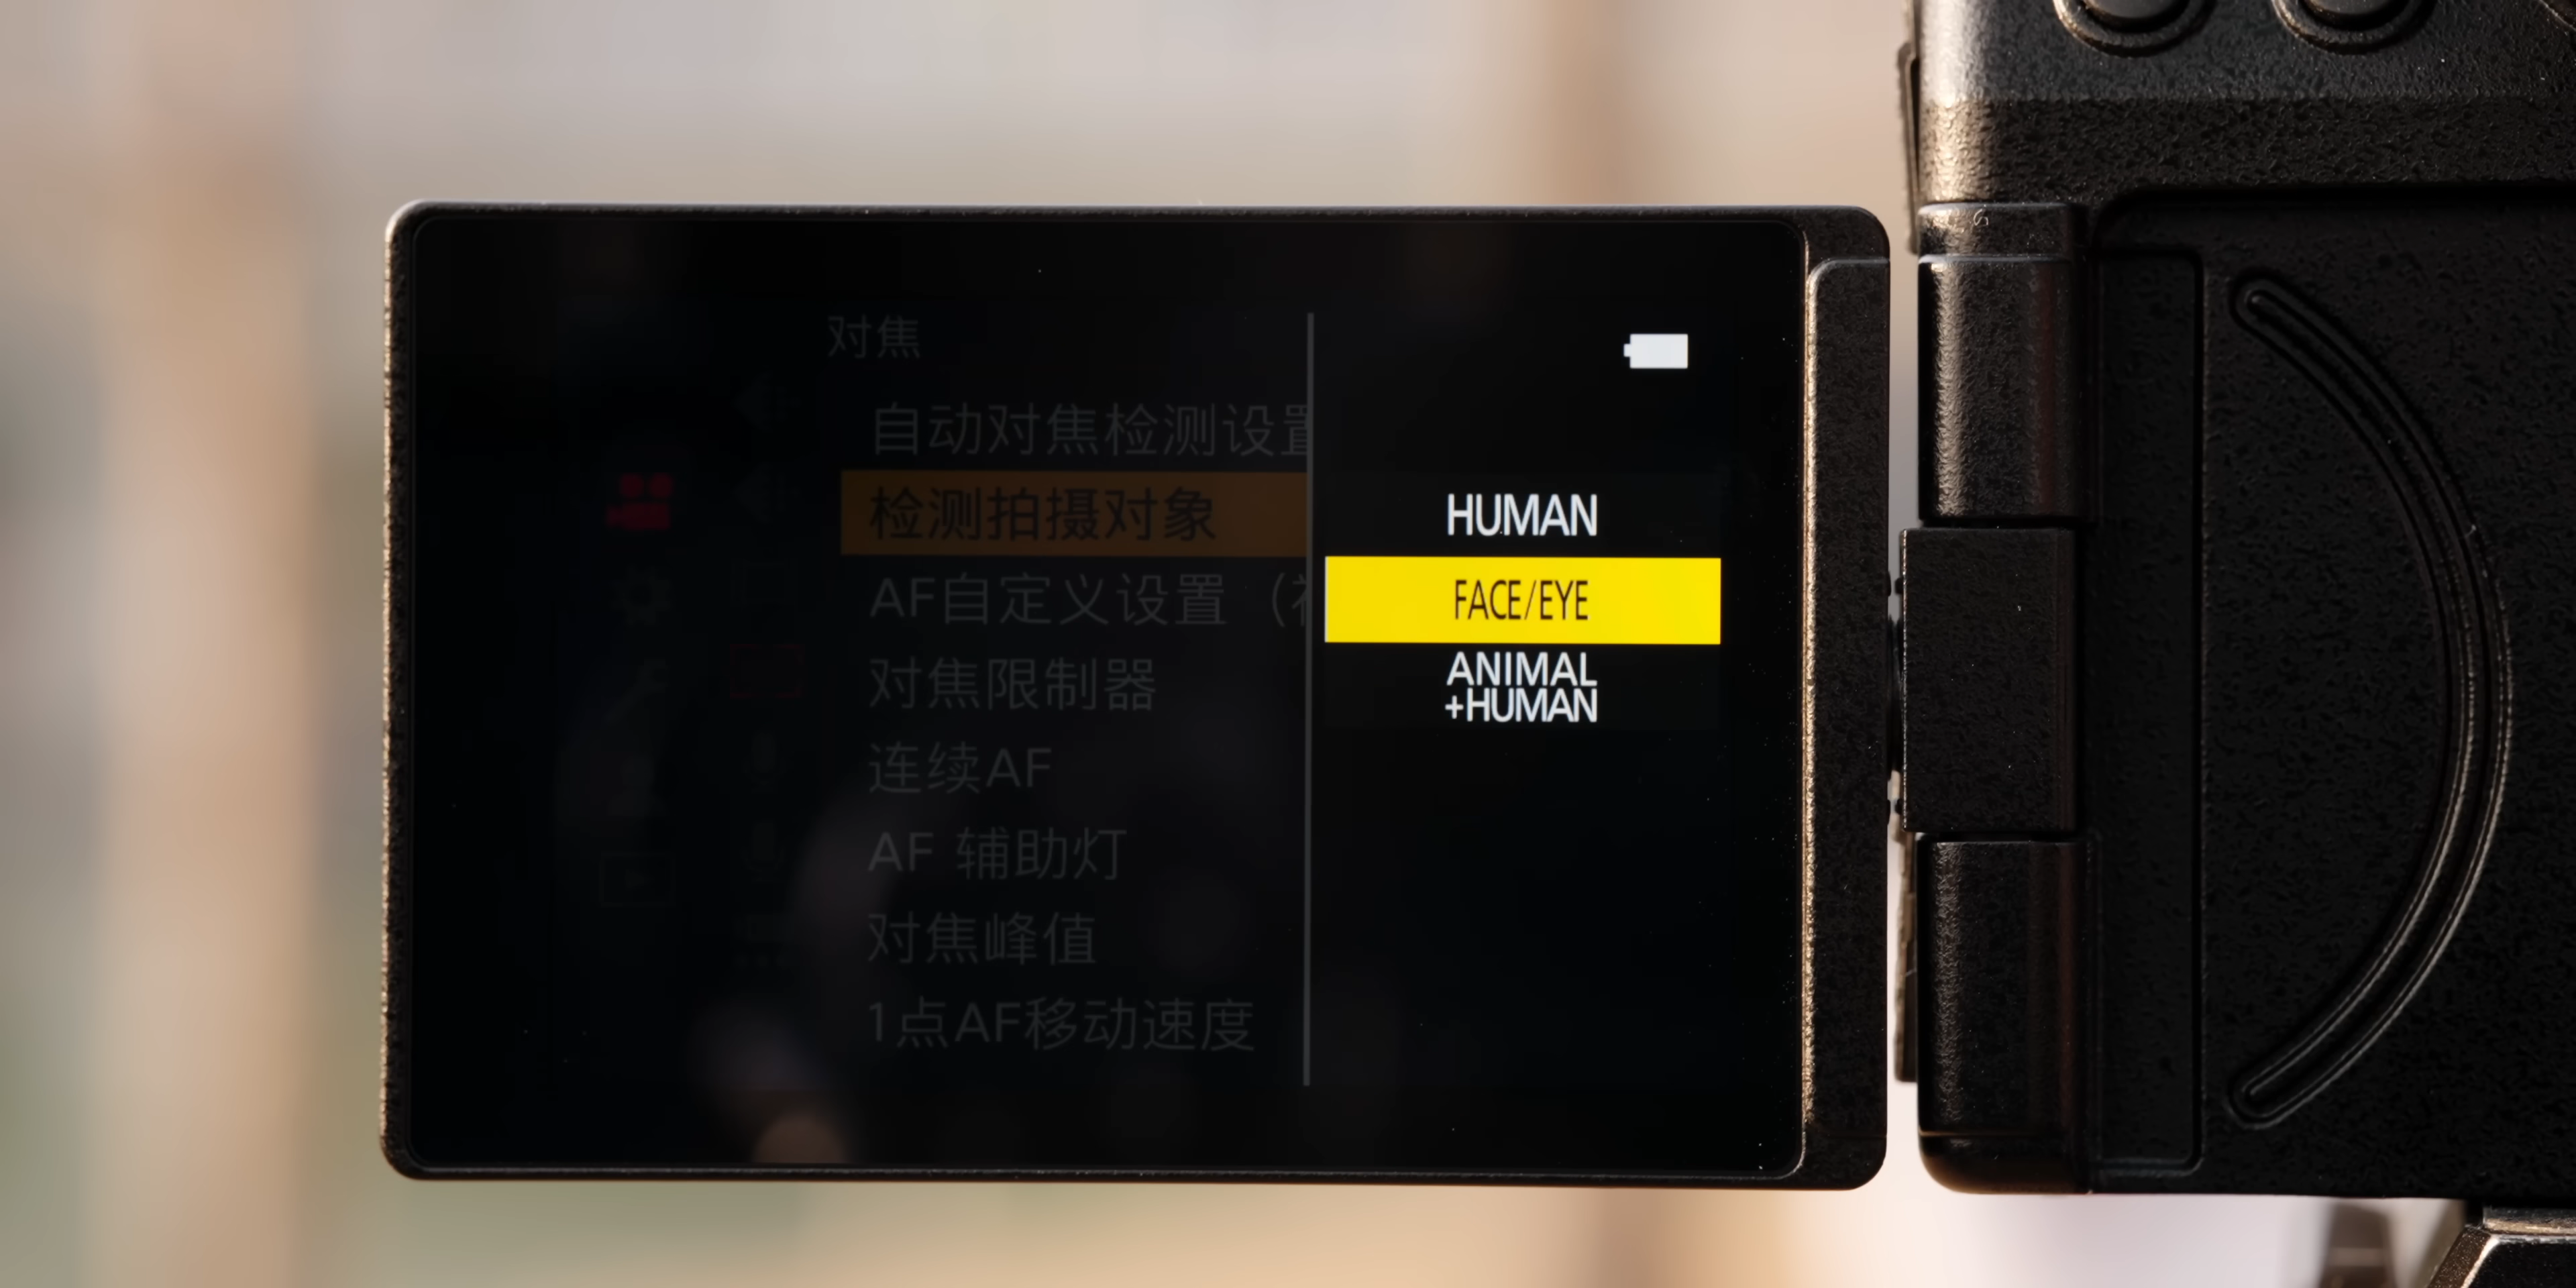 对焦
自动对焦检测设置
检测拍摄对象
AF自定义设置（
对焦限制器
连续AF
AF 辅助灯
对焦峰值
1点AF移动速度
HUMAN
FACE/EYE
ANIMAL
+HUMAN